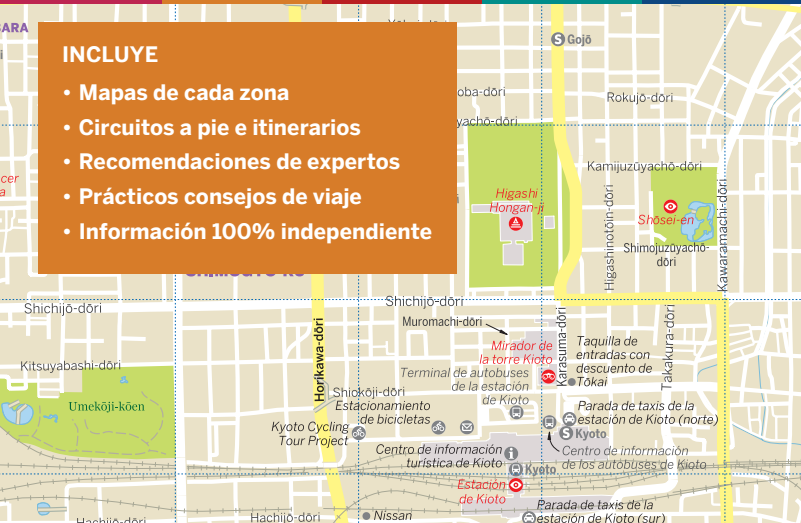 INCLUYE
• Mapas de cada zona
• Circuitos a pie e itinerarios
• Recomendaciones de expertos
• Prácticos consejos de viaje
• Información 100% independiente
S Gojō
Rokujō-dōri
Kamijuzūyachō-dōri
Higashi
Hongan-ji
Shōsei-en
Higashinotōin-dōri
Kawaramachi-dōri
Shimojuzūyachō-
dōri
Shichijō-dōri
Shichijō-dōri
Muromachi-dōri
Karasuma-dōri
Takakura-dōri
Horikawa-dōri
Mirador de
la torre Kioto
Taquilla de
entradas con
descuento de
Tōkai
Kitsuyabashi-dōri
Terminal de autobuses
de la estación
de Kioto
Umekōji-kōen
Shiokōji-dōri
Estacionamiento
de bicicletas
Kyoto Cycling
Tour Project
Parada de taxis de la
estación de Kioto (norte)
S Kyoto
Centro de información
turística de Kioto
Centro de información
de los autobuses de Kioto
Kyoto
Estación
de Kioto
Parada de taxis de la
estación de Kioto (sur)
Hachijō-dōri
Hachijō-dōri
Nissan